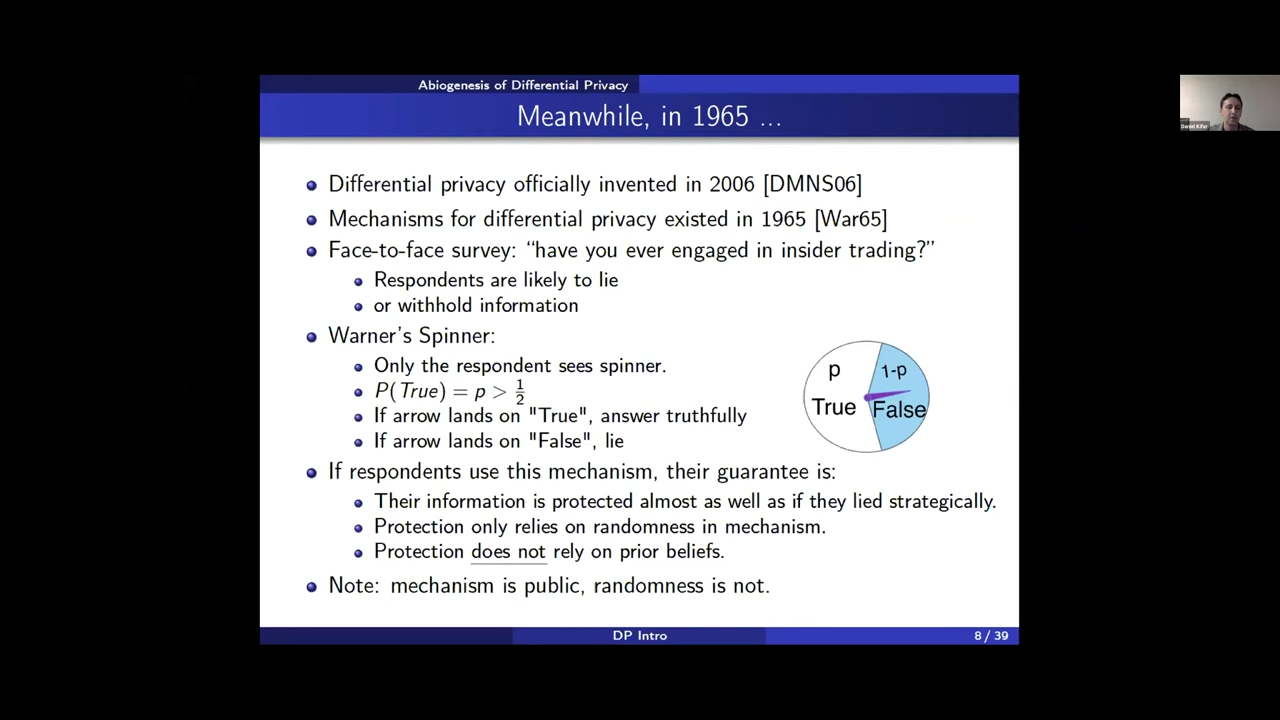 Abiogenesis of Differential Privacy
Meanwhile, in 1965 ...
Differential privacy officially invented in 2006 [DMNS06]
Mechanisms for differential privacy existed in 1965 [War65]
Face-to-face survey: “have you ever engaged in insider trading?”
Respondents are likely to lie
or withhold information
Warner's Spinner:
Only the respondent sees spinner.
P(True) = p > 1/2
If arrow lands on "True", answer truthfully
If arrow lands on "False", lie
p
1-p
True
False
If respondents use this mechanism, their guarantee is:
Their information is protected almost as well as if they lied strategically.
Protection only relies on randomness in mechanism.
Protection does not rely on prior beliefs.
Note: mechanism is public, randomness is not.
DP Intro
8 / 39
Daniel Kifer